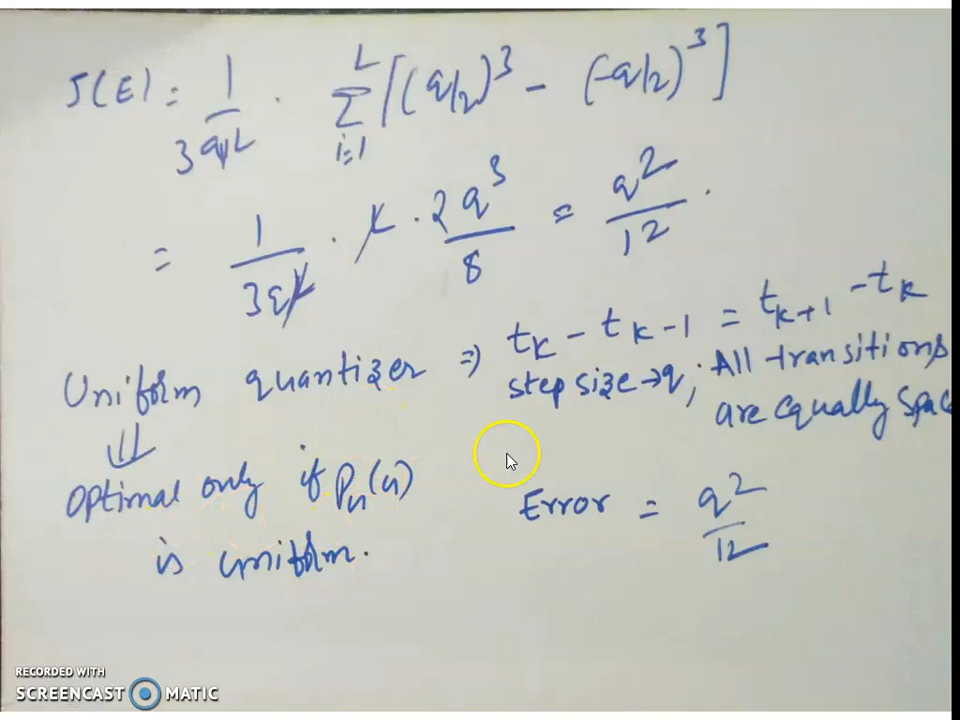 J(E) = 1/(3qL) · Σ_{i=1}^{L} [(q/2)^3 - (-q/2)^3]
= 1/(3qL) · L · 2q^3/8 = q^2/12 .
Uniform quantizer ⇒ t_k - t_{k-1} = t_{k+1} - t_k
step size → q ; All transitions
are equally spac
⇓
optimal only if P_u(u)
is uniform.
Error = q^2/12
RECORDED WITH
SCREENCAST MATIC